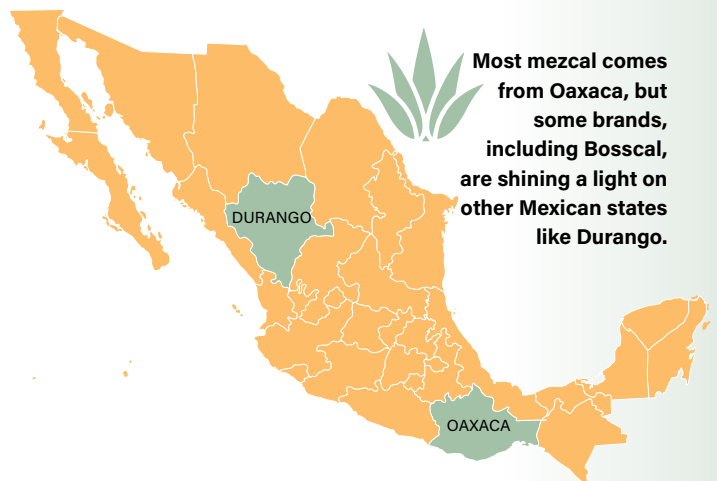 Most mezcal comes
from Oaxaca, but
some brands,
including Bosscal,
are shining a light on
other Mexican states
like Durango.
DURANGO
OAXACA